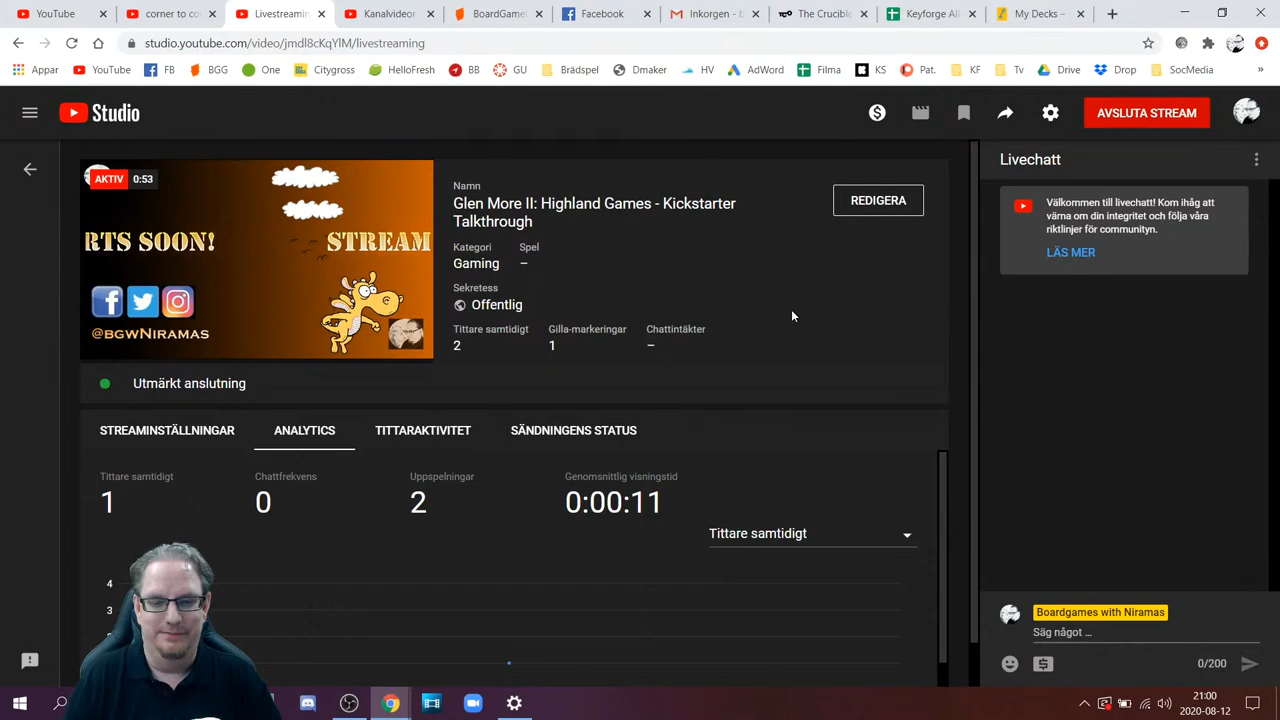 YouTube
corner to co
Livestreamin
Kanalvideor
BoardGame
Facebook
Inkorgen - b
The Crucible
Keyforge All
My Decks –
studio.youtube.com/video/jmdl8cKqYlM/livestreaming
Appar
YouTube
FB
BGG
One
Citygross
HelloFresh
BB
GU
Brädspel
Dmaker
HV
AdWord
Filma
KS
Pat.
KF
Tv
Drive
Drop
SocMedia
»
Studio
AVSLUTA STREAM
AKTIV 0:53
RTS SOON! STREAM
@BGWNIRAMAS
Namn
Glen More II: Highland Games - Kickstarter
Talkthrough
REDIGERA
Kategori Spel
Gaming –
Sekretess
Offentlig
Tittare samtidigt Gilla-markeringar Chattintäkter
2 1 –
Utmärkt anslutning
STREAMINSTÄLLNINGAR ANALYTICS TITTARAKTIVITET SÄNDNINGENS STATUS
Tittare samtidigt Chattfrekvens Uppspelningar Genomsnittlig visningstid
1 0 2 0:00:11
Tittare samtidigt
4
3
Livechatt
Välkommen till livechatt! Kom ihåg att
värna om din integritet och följa våra
riktlinjer för communityn.
LÄS MER
Boardgames with Niramas
Säg något ...
0/200
21:00
2020-08-12